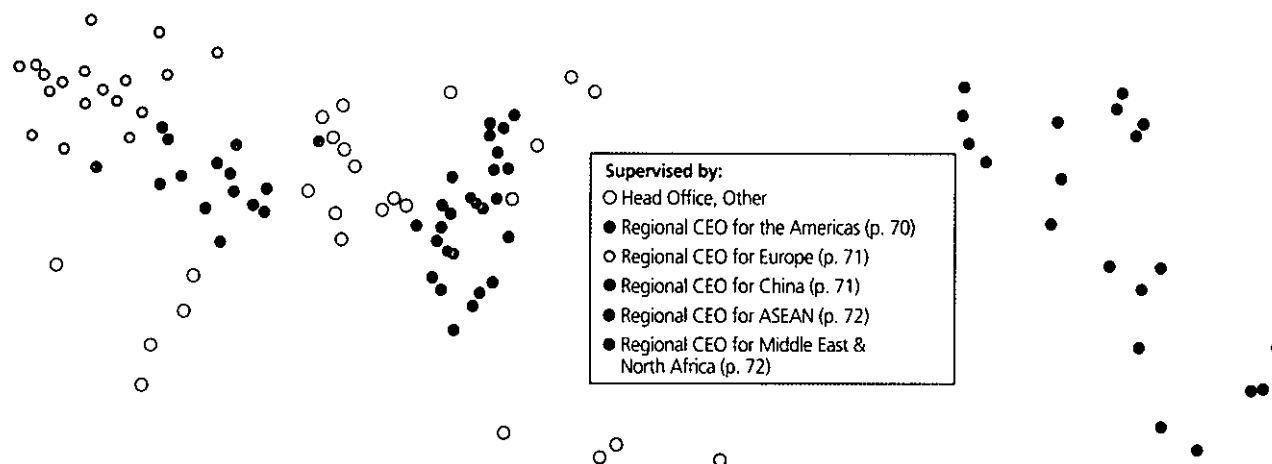 Supervised by:
Head Office, Other
Regional CEO for the Americas (p. 70)
Regional CEO for Europe (p. 71)
Regional CEO for China (p. 71)
Regional CEO for ASEAN (p. 72)
Regional CEO for Middle East &
North Africa (p. 72)